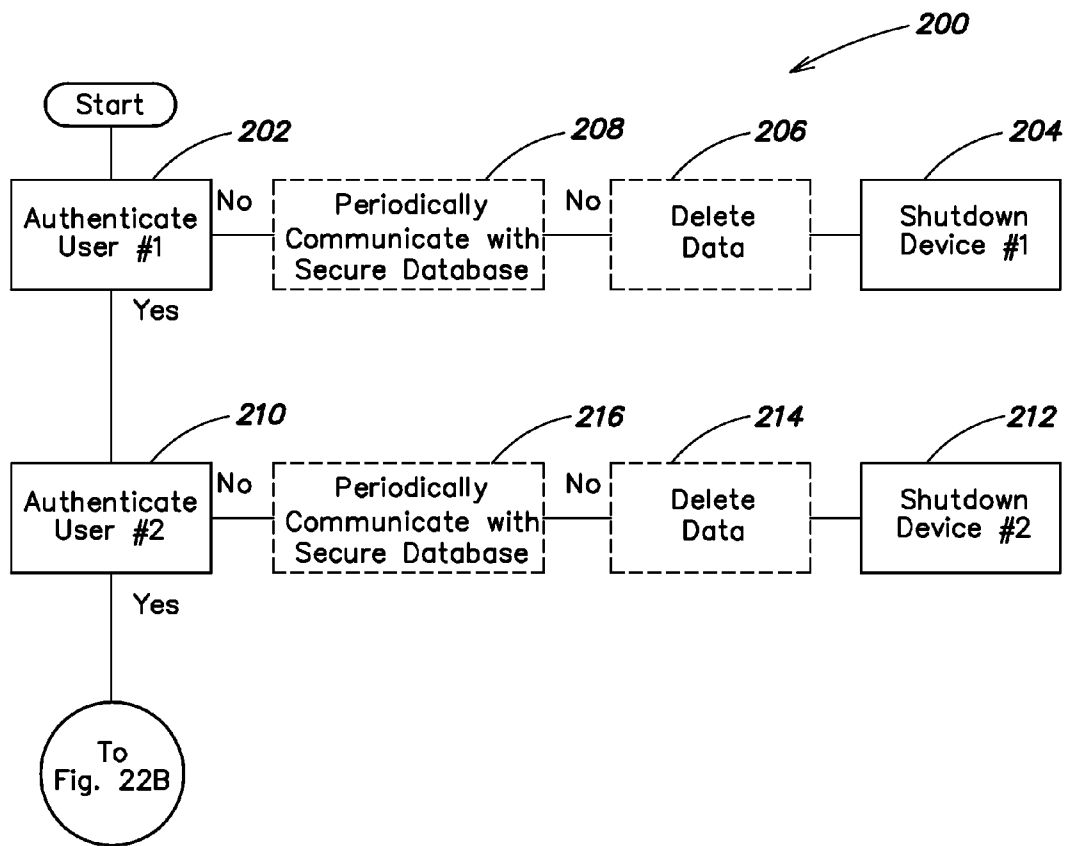 200
Start
202
208
206
204
Authenticate
User #1
No
Periodically
Communicate with
Secure Database
No
Delete
Data
Shutdown
Device #1
Yes
210
216
214
212
Authenticate
User #2
No
Periodically
Communicate with
Secure Database
No
Delete
Data
Shutdown
Device #2
Yes
To
Fig. 22B